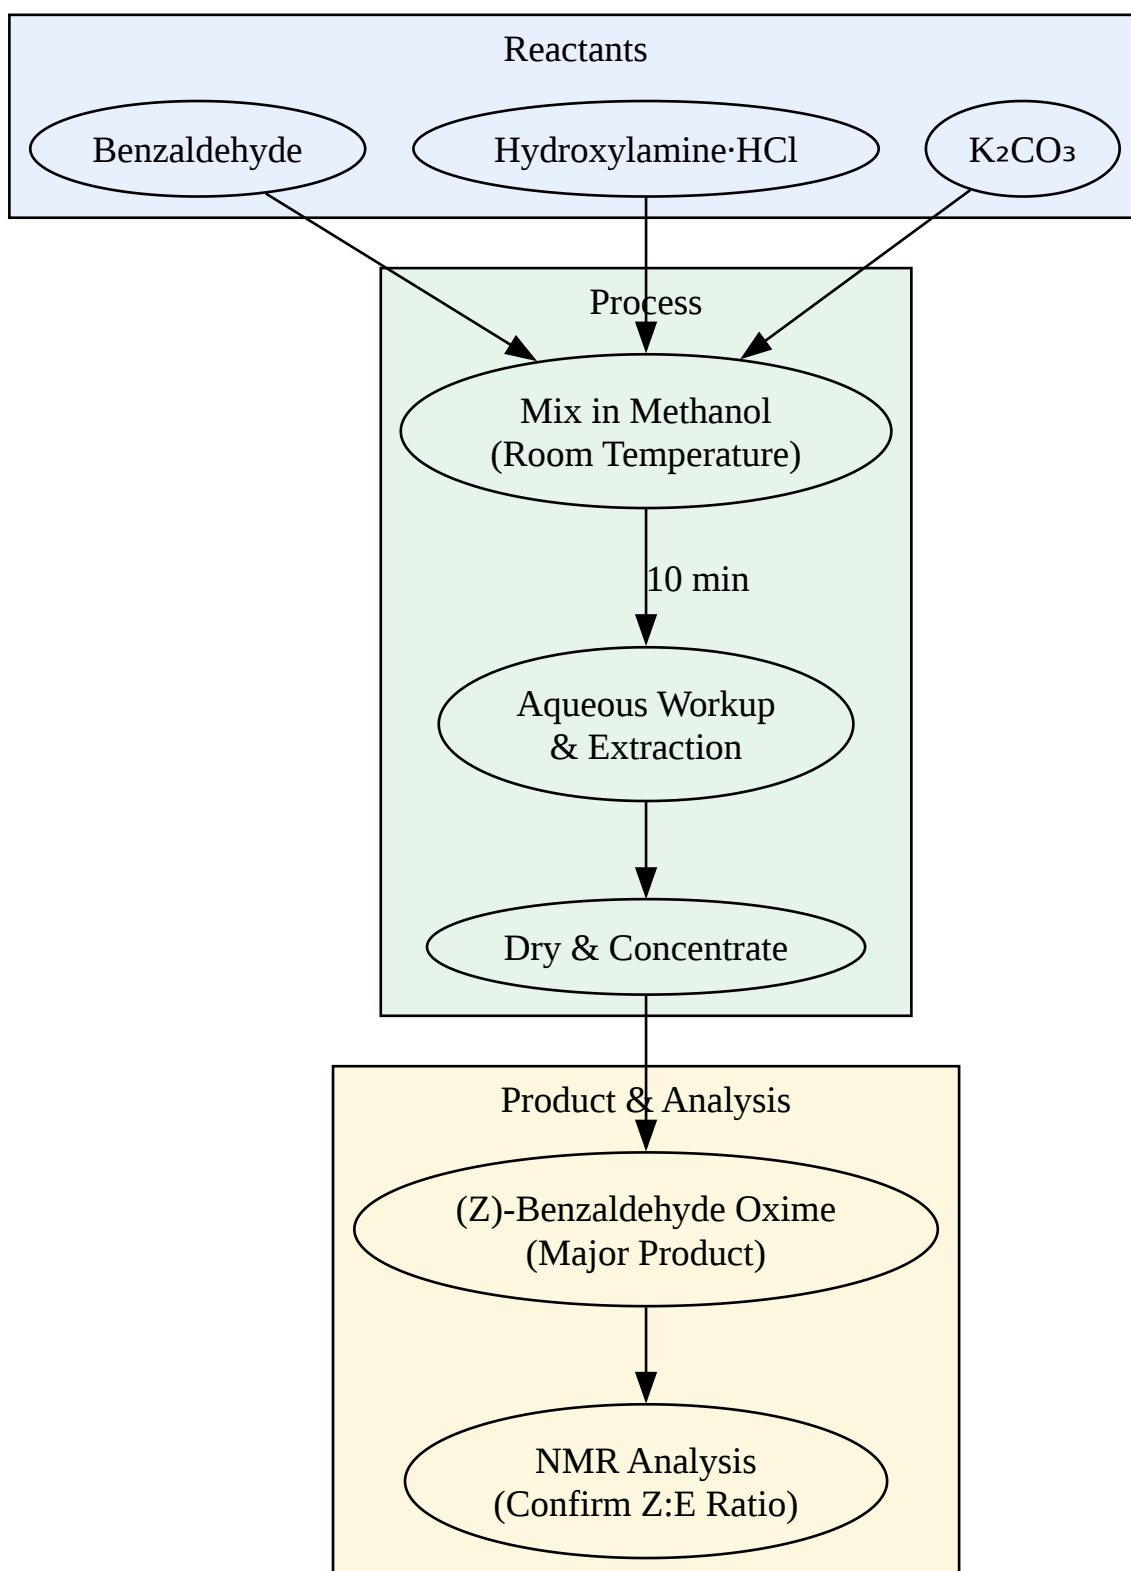 Reactants
Benzaldehyde
Hydroxylamine·HCl
K₂CO₃
Process
Mix in Methanol
(Room Temperature)
10 min
Aqueous Workup
& Extraction
Dry & Concentrate
Product & Analysis
(Z)-Benzaldehyde Oxime
(Major Product)
NMR Analysis
(Confirm Z:E Ratio)